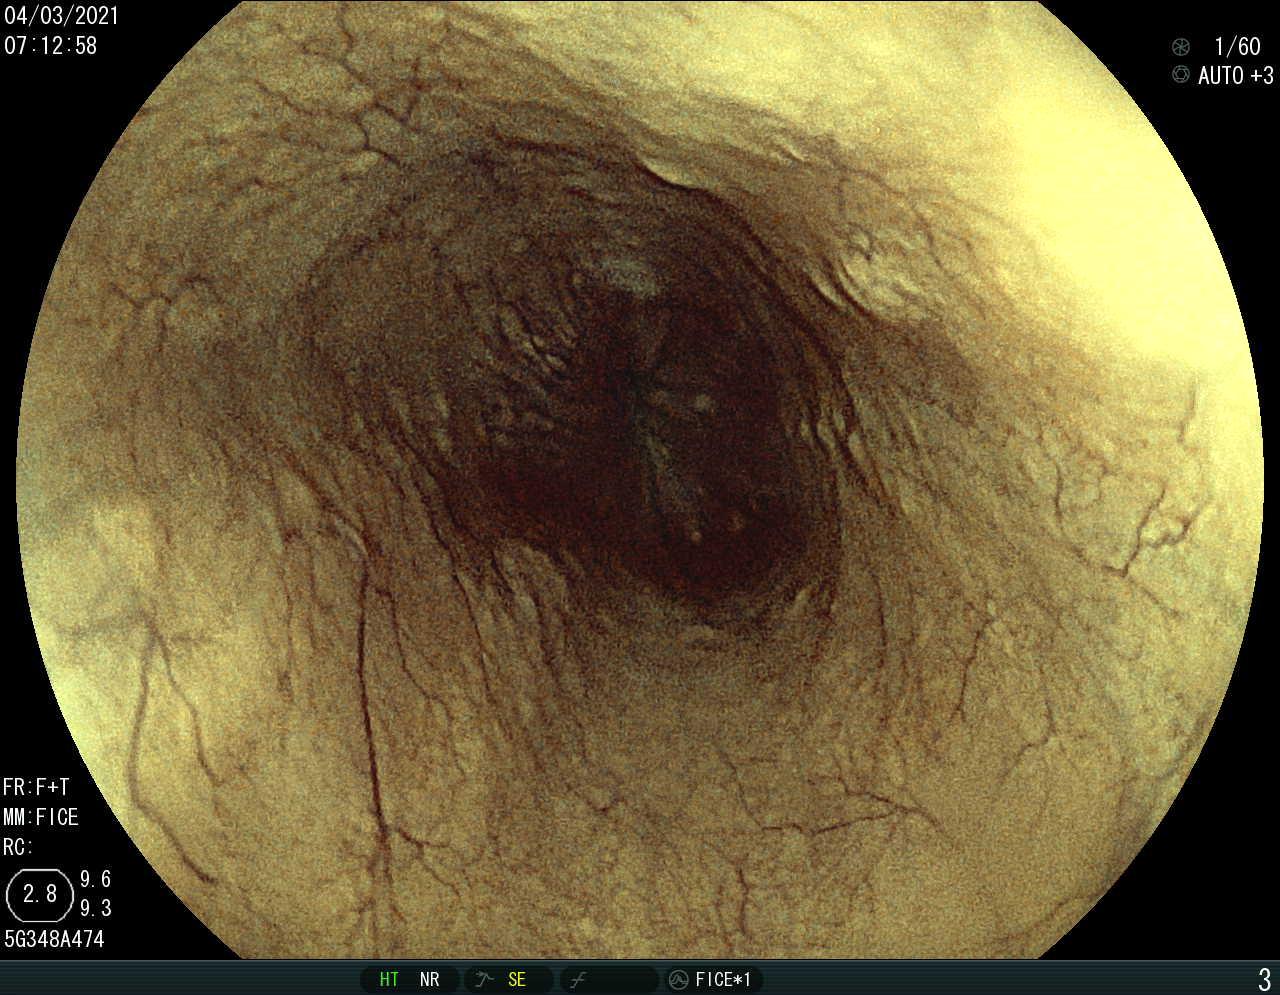 04/03/2021
07:12:58
1/60
AUTO +3
FR:F+T
MM:FICE
RC:
2.8
9.6
9.3
5G348A474
HT NR SE FICE*1
3